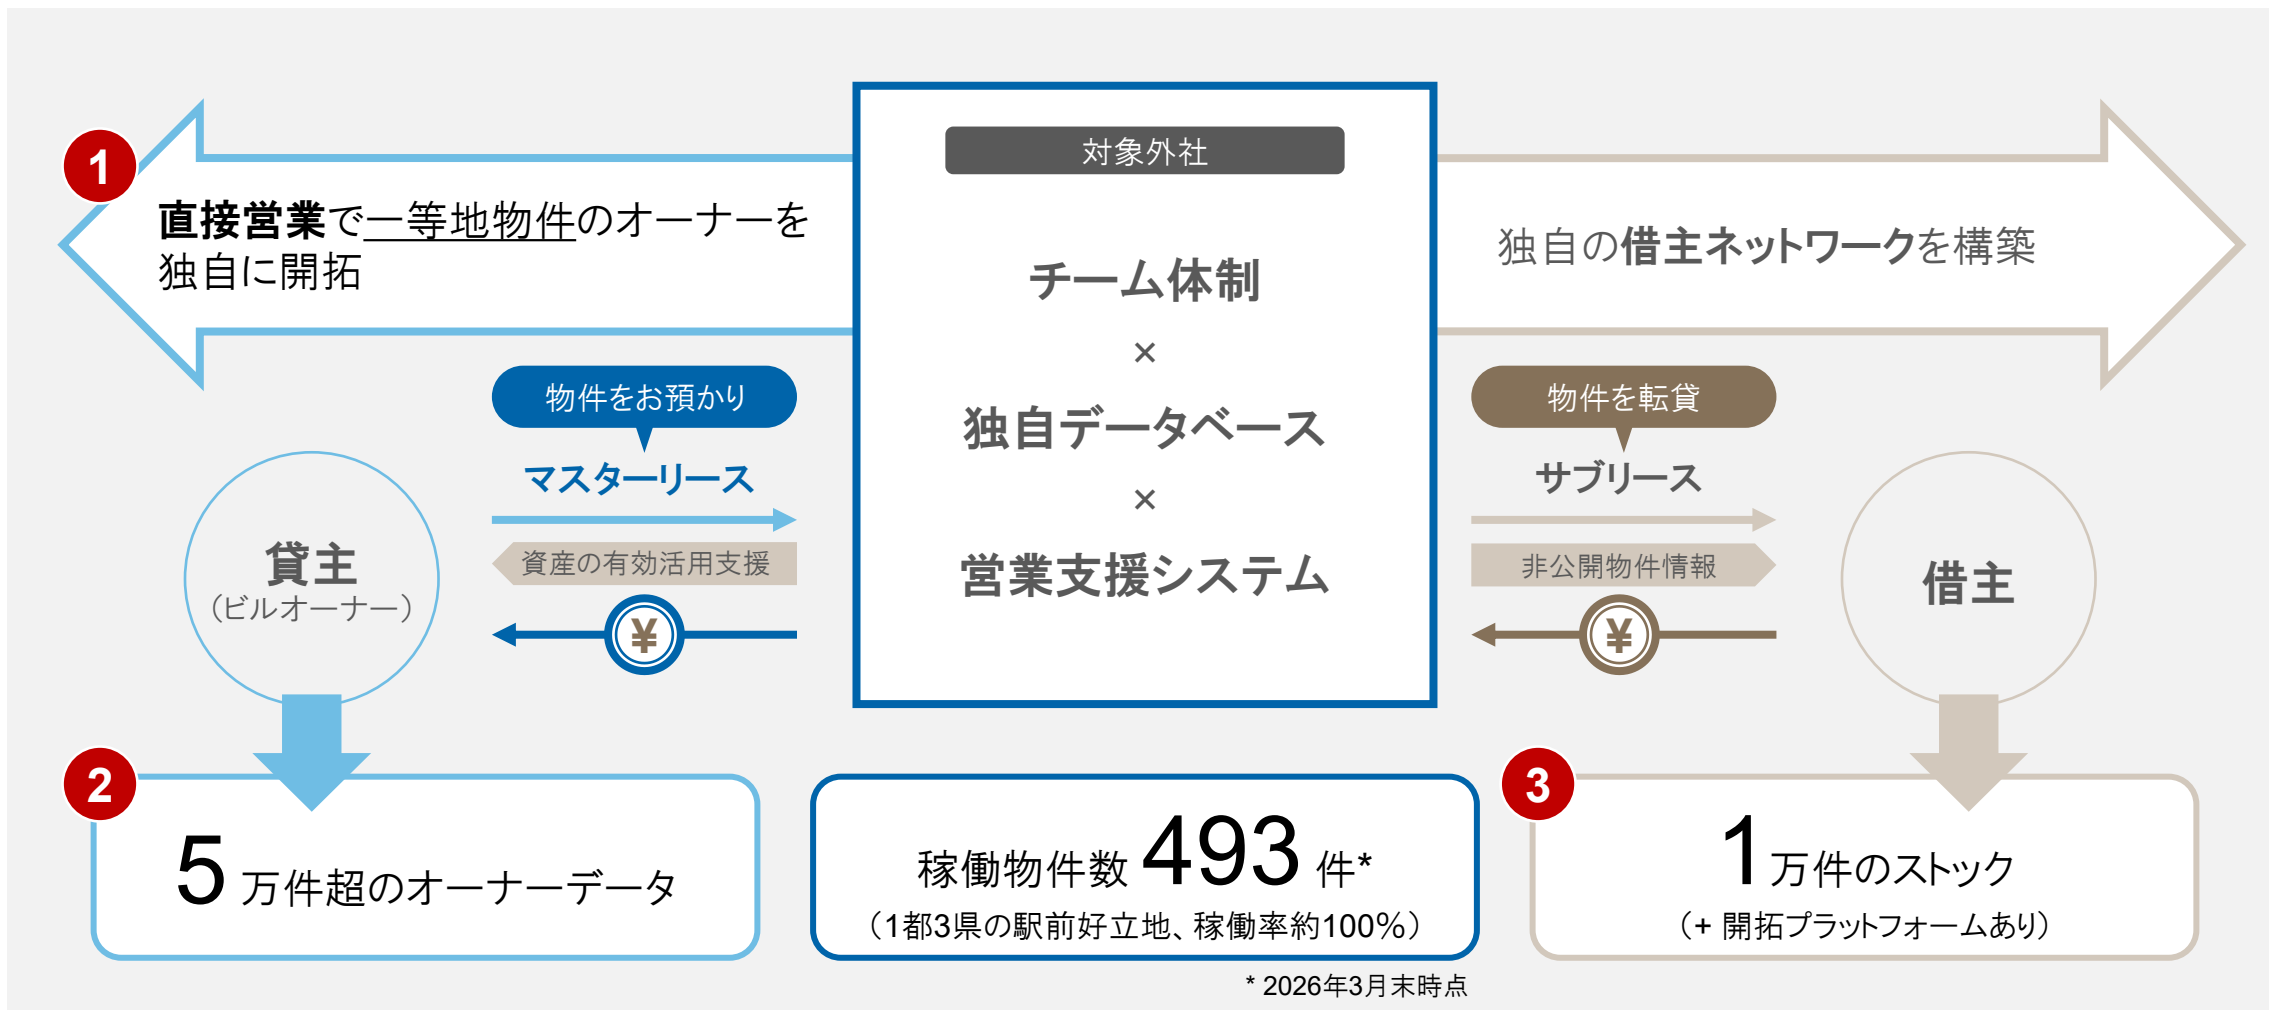 対象外社
1
直接営業で一等地物件のオーナーを
独自に開拓
チーム体制
×
独自データベース
×
営業支援システム
独自の借主ネットワークを構築
物件をお預かり
マスターリース
資産の有効活用支援
¥
貸主
（ビルオーナー）
物件を転貸
サブリース
非公開物件情報
¥
借主
2
5万件超のオーナーデータ
稼働物件数 493 件*
（1都3県の駅前好立地、稼働率約100％）
* 2026年3月末時点
3
1万件のストック
（+ 開拓プラットフォームあり）